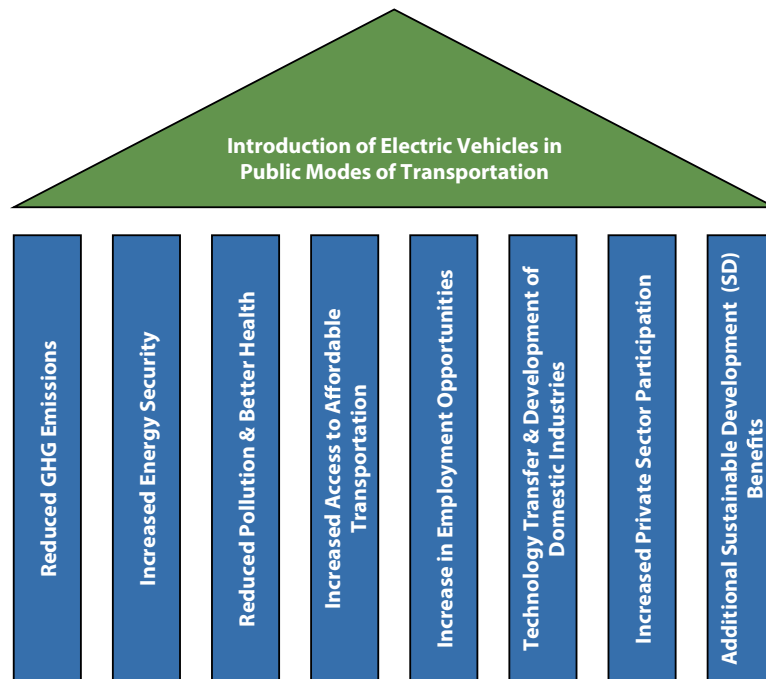 Introduction of Electric Vehicles in
Public Modes of Transportation
Reduced GHG Emissions
Increased Energy Security
Reduced Pollution & Better Health
Increased Access to Affordable
Transportation
Increase in Employment Opportunities
Technology Transfer & Development of
Domestic Industries
Increased Private Sector Participation
Additional Sustainable Development (SD)
Benefits